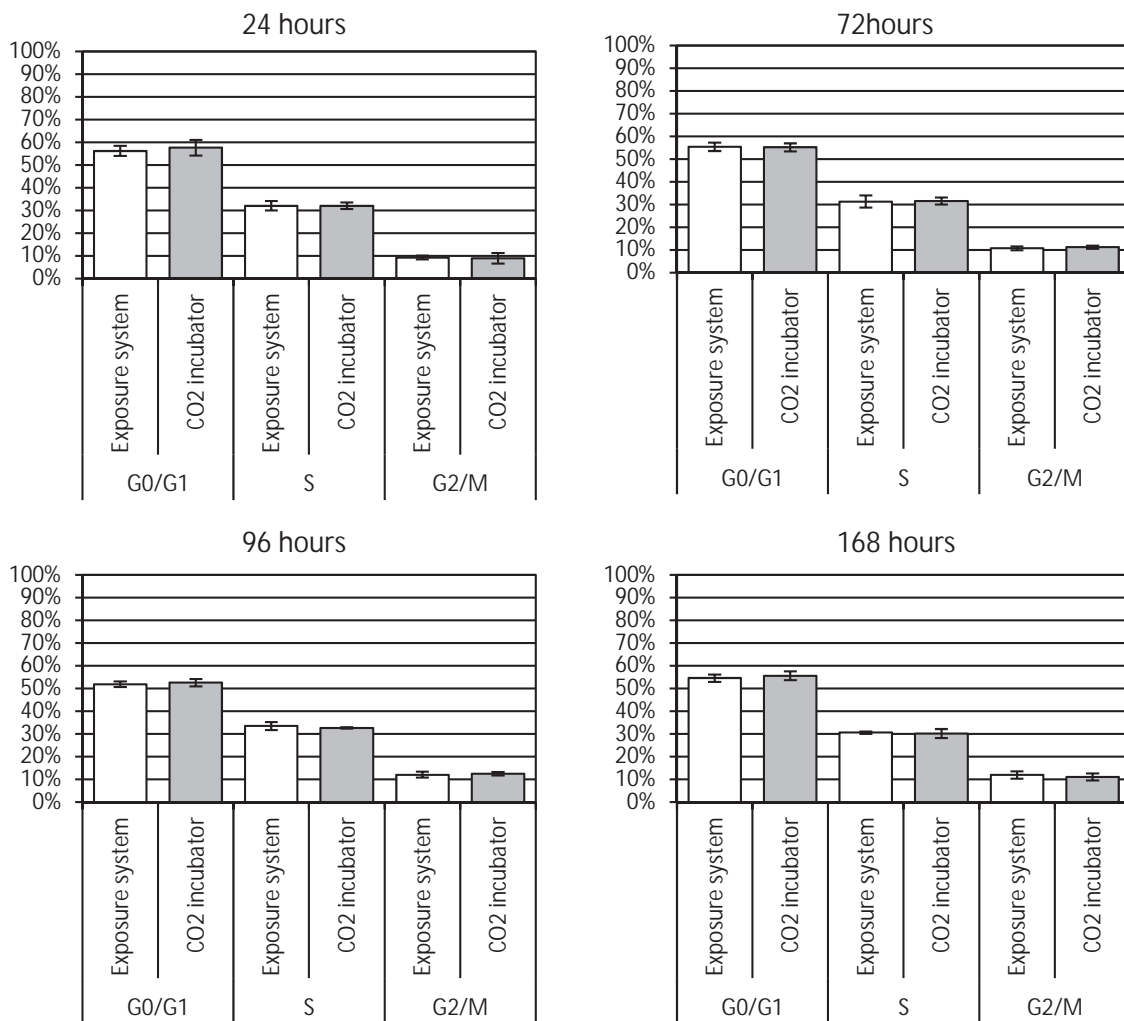 24 hours
100%
90%
80%
70%
60%
50%
40%
30%
20%
10%
0%
Exposure system
CO2 incubator
Exposure system
CO2 incubator
Exposure system
CO2 incubator
G0/G1 S G2/M
72hours
100%
90%
80%
70%
60%
50%
40%
30%
20%
10%
0%
Exposure system
CO2 incubator
Exposure system
CO2 incubator
Exposure system
CO2 incubator
G0/G1 S G2/M
96 hours
100%
90%
80%
70%
60%
50%
40%
30%
20%
10%
0%
Exposure system
CO2 incubator
Exposure system
CO2 incubator
Exposure system
CO2 incubator
G0/G1 S G2/M
168 hours
100%
90%
80%
70%
60%
50%
40%
30%
20%
10%
0%
Exposure system
CO2 incubator
Exposure system
CO2 incubator
Exposure system
CO2 incubator
G0/G1 S G2/M